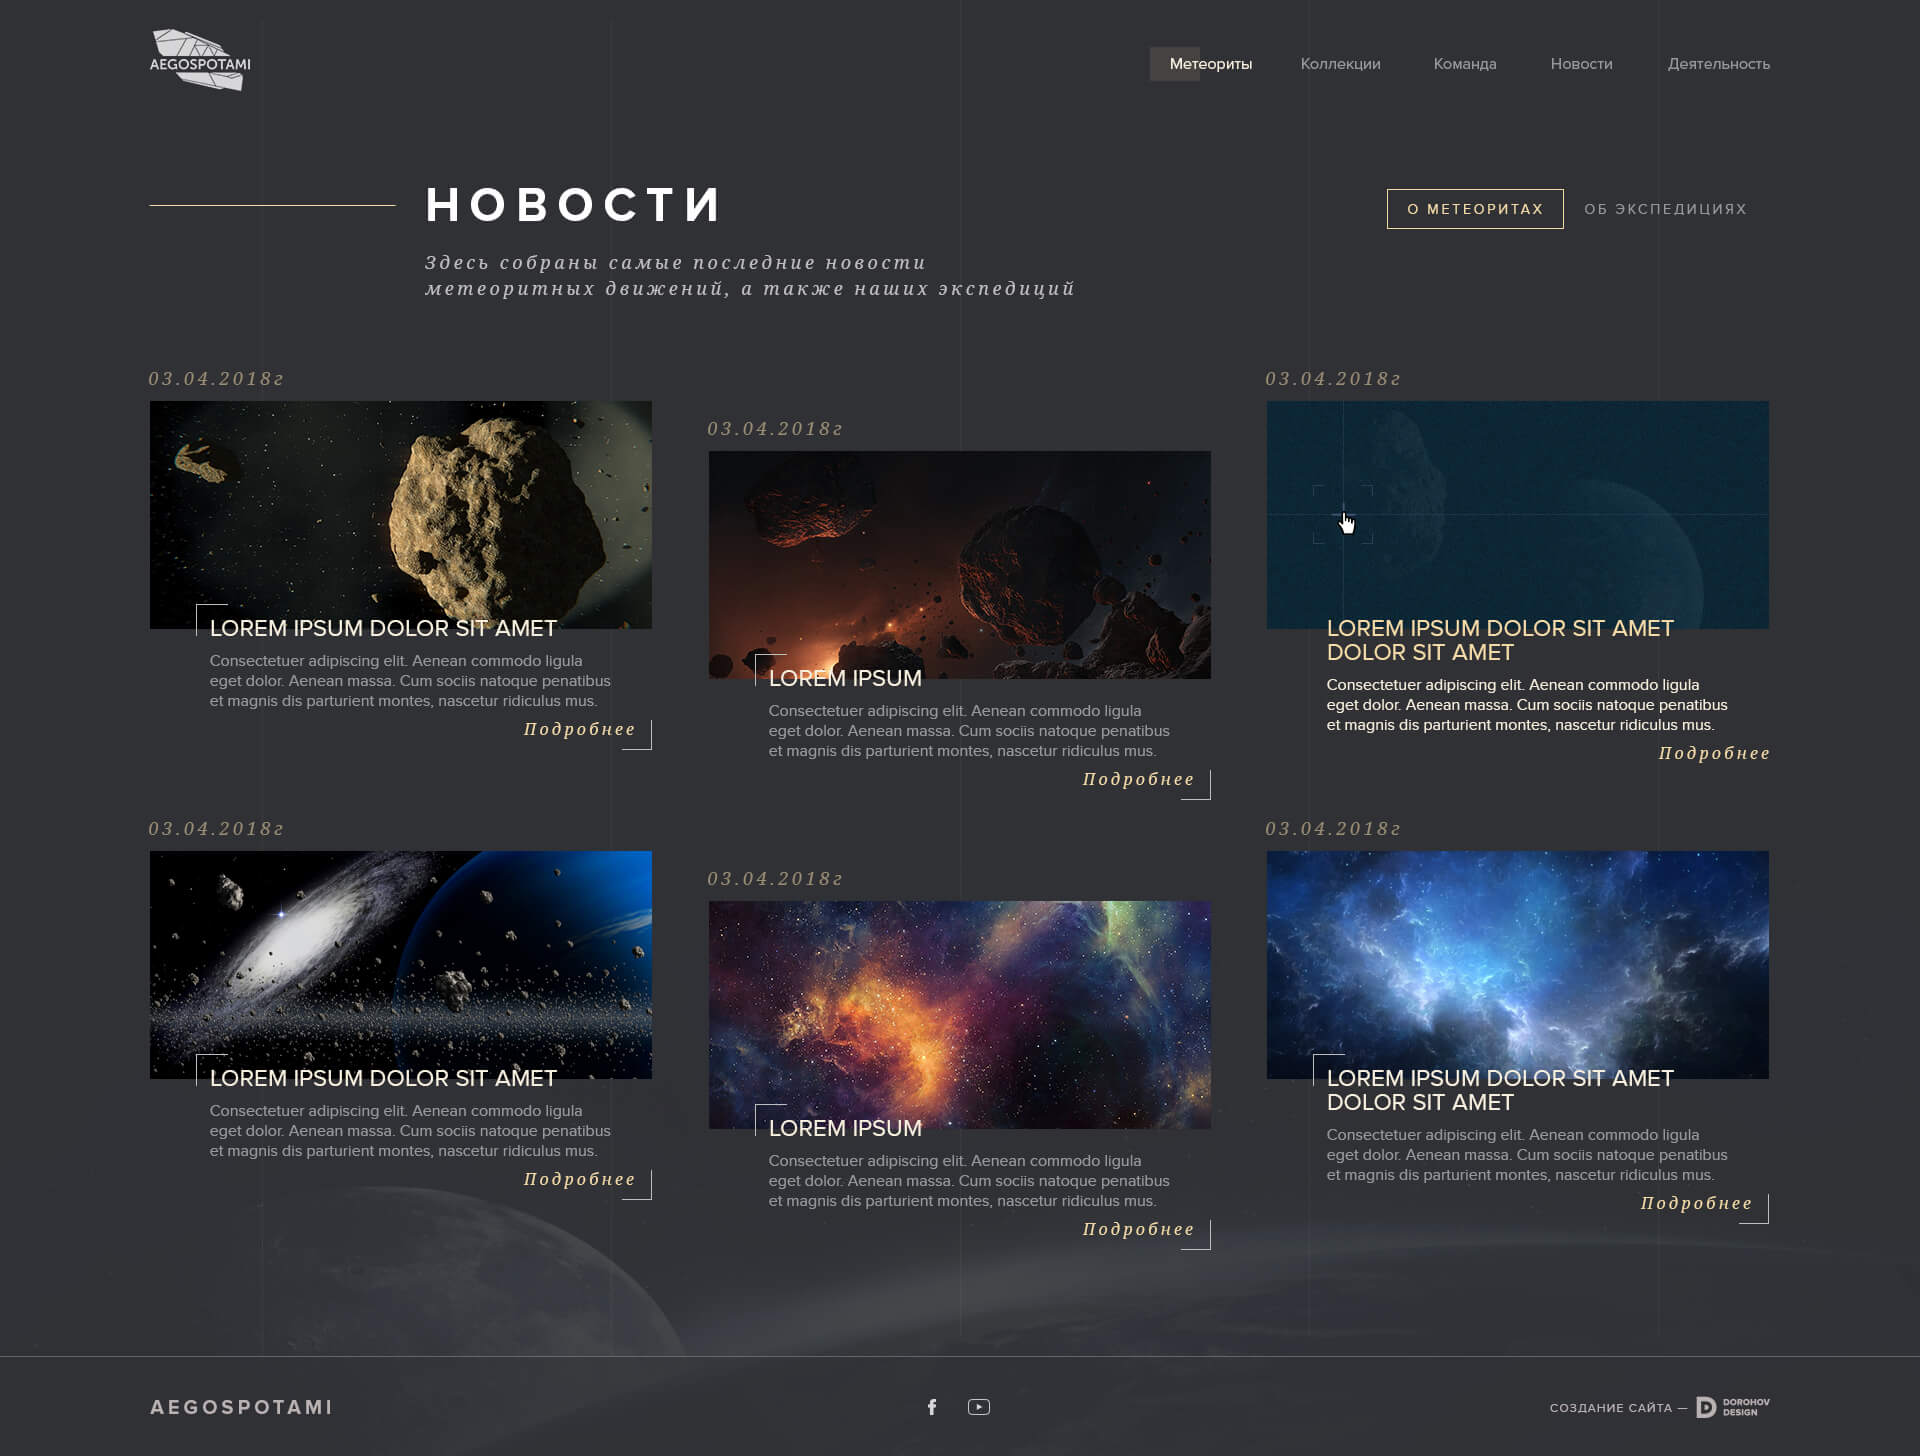 AEGOSPOTAMI
Метеориты
Коллекции
Команда
Новости
Деятельность
НОВОСТИ
О МЕТЕОРИТАХ
ОБ ЭКСПЕДИЦИЯХ
Здесь собраны самые последние новости
метеоритных движений, а также наших экспедиций
03.04.2018г
LOREM IPSUM DOLOR SIT AMET
Consectetuer adipiscing elit. Aenean commodo ligula
eget dolor. Aenean massa. Cum sociis natoque penatibus
et magnis dis parturient montes, nascetur ridiculus mus.
Подробнее
03.04.2018г
LOREM IPSUM
Consectetuer adipiscing elit. Aenean commodo ligula
eget dolor. Aenean massa. Cum sociis natoque penatibus
et magnis dis parturient montes, nascetur ridiculus mus.
Подробнее
03.04.2018г
LOREM IPSUM DOLOR SIT AMET
DOLOR SIT AMET
Consectetuer adipiscing elit. Aenean commodo ligula
eget dolor. Aenean massa. Cum sociis natoque penatibus
et magnis dis parturient montes, nascetur ridiculus mus.
Подробнее
03.04.2018г
LOREM IPSUM DOLOR SIT AMET
Consectetuer adipiscing elit. Aenean commodo ligula
eget dolor. Aenean massa. Cum sociis natoque penatibus
et magnis dis parturient montes, nascetur ridiculus mus.
Подробнее
03.04.2018г
LOREM IPSUM
Consectetuer adipiscing elit. Aenean commodo ligula
eget dolor. Aenean massa. Cum sociis natoque penatibus
et magnis dis parturient montes, nascetur ridiculus mus.
Подробнее
03.04.2018г
LOREM IPSUM DOLOR SIT AMET
DOLOR SIT AMET
Consectetuer adipiscing elit. Aenean commodo ligula
eget dolor. Aenean massa. Cum sociis natoque penatibus
et magnis dis parturient montes, nascetur ridiculus mus.
Подробнее
AEGOSPOTAMI
СОЗДАНИЕ САЙТА —
DOROHOV
DESIGN